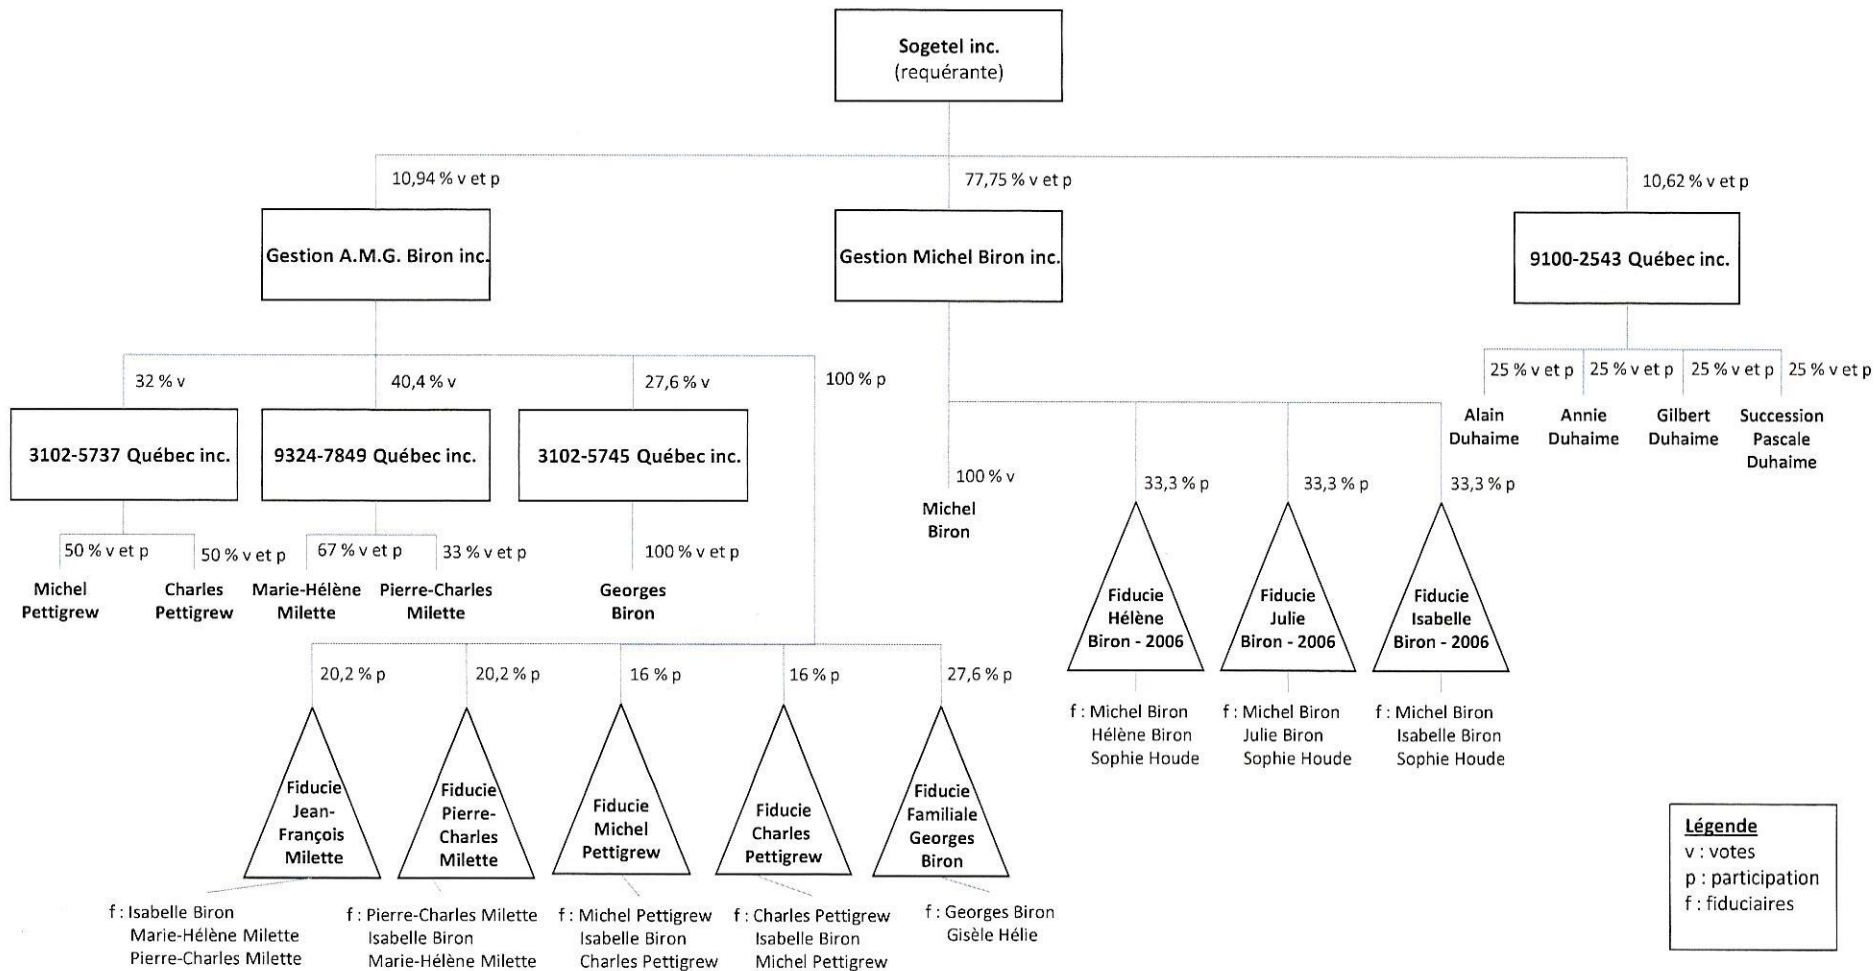 Sogetel inc.
(requérante)
10,94 % v et p
77,75 % v et p
10,62 % v et p
Gestion A.M.G. Biron inc.
Gestion Michel Biron inc.
9100-2543 Québec inc.
32 % v
40,4 % v
27,6 % v
100 % p
25 % v et p
25 % v et p
25 % v et p
25 % v et p
Alain
Duhaime
Annie
Duhaime
Gilbert
Duhaime
Succession
Pascale
Duhaime
3102-5737 Québec inc.
9324-7849 Québec inc.
3102-5745 Québec inc.
100 % v
Michel
Biron
33,3 % p
33,3 % p
33,3 % p
50 % v et p
50 % v et p
67 % v et p
33 % v et p
100 % v et p
Michel
Pettigrew
Charles
Pettigrew
Marie-Hélène
Milette
Pierre-Charles
Milette
Georges
Biron
Fiducie
Hélène
Biron - 2006
Fiducie
Julie
Biron - 2006
Fiducie
Isabelle
Biron - 2006
f : Michel Biron
Hélène Biron
Sophie Houde
f : Michel Biron
Julie Biron
Sophie Houde
f : Michel Biron
Isabelle Biron
Sophie Houde
20,2 % p
20,2 % p
16 % p
16 % p
27,6 % p
Fiducie
Jean-
François
Milette
Fiducie
Pierre-
Charles
Milette
Fiducie
Michel
Pettigrew
Fiducie
Charles
Pettigrew
Fiducie
Familiale
Georges
Biron
f : Isabelle Biron
Marie-Hélène Milette
Pierre-Charles Milette
f : Pierre-Charles Milette
Isabelle Biron
Marie-Hélène Milette
f : Michel Pettigrew
Isabelle Biron
Charles Pettigrew
f : Charles Pettigrew
Isabelle Biron
Michel Pettigrew
f : Georges Biron
Gisèle Hélie
Légende
v : votes
p : participation
f : fiduciaires